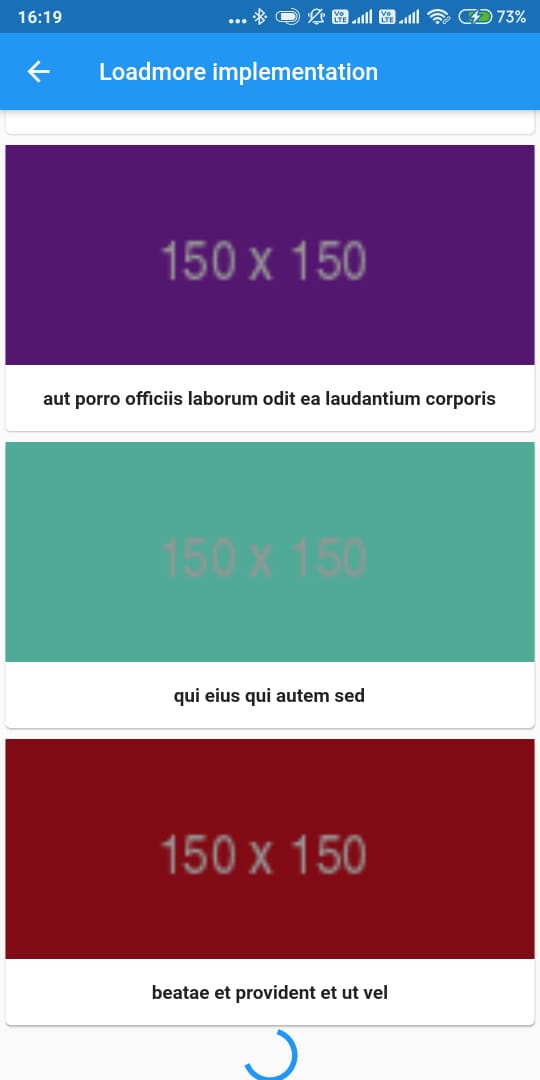 16:19
Vo LTE
Vo LTE
73%
Loadmore implementation
150 x 150
aut porro officiis laborum odit ea laudantium corporis
150 x 150
qui eius qui autem sed
150 x 150
beatae et provident et ut vel